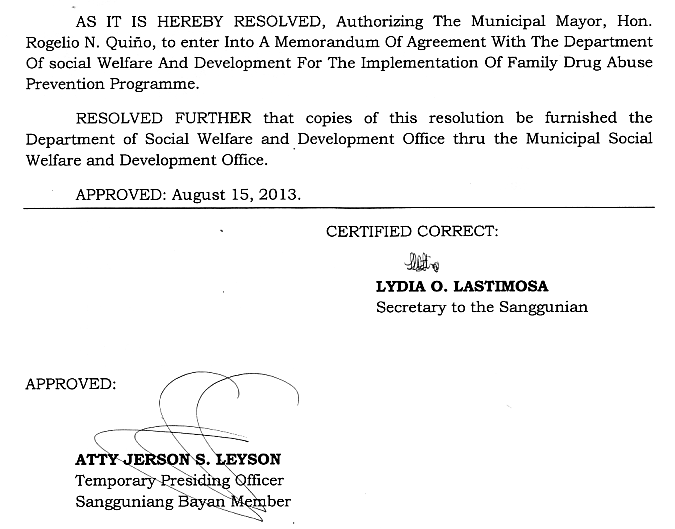 AS IT IS HEREBY RESOLVED, Authorizing The Municipal Mayor, Hon.
Rogelio N. Quiño, to enter Into A Memorandum Of Agreement With The Department
Of social Welfare And Development For The Implementation Of Family Drug Abuse
Prevention Programme.
RESOLVED FURTHER that copies of this resolution be furnished the
Department of Social Welfare and Development Office thru the Municipal Social
Welfare and Development Office.
APPROVED: August 15, 2013.
CERTIFIED CORRECT:
LYDIA O. LASTIMOSA
Secretary to the Sanggunian
APPROVED:
ATTY JERSON S. LEYSON
Temporary Presiding Officer
Sangguniang Bayan Member